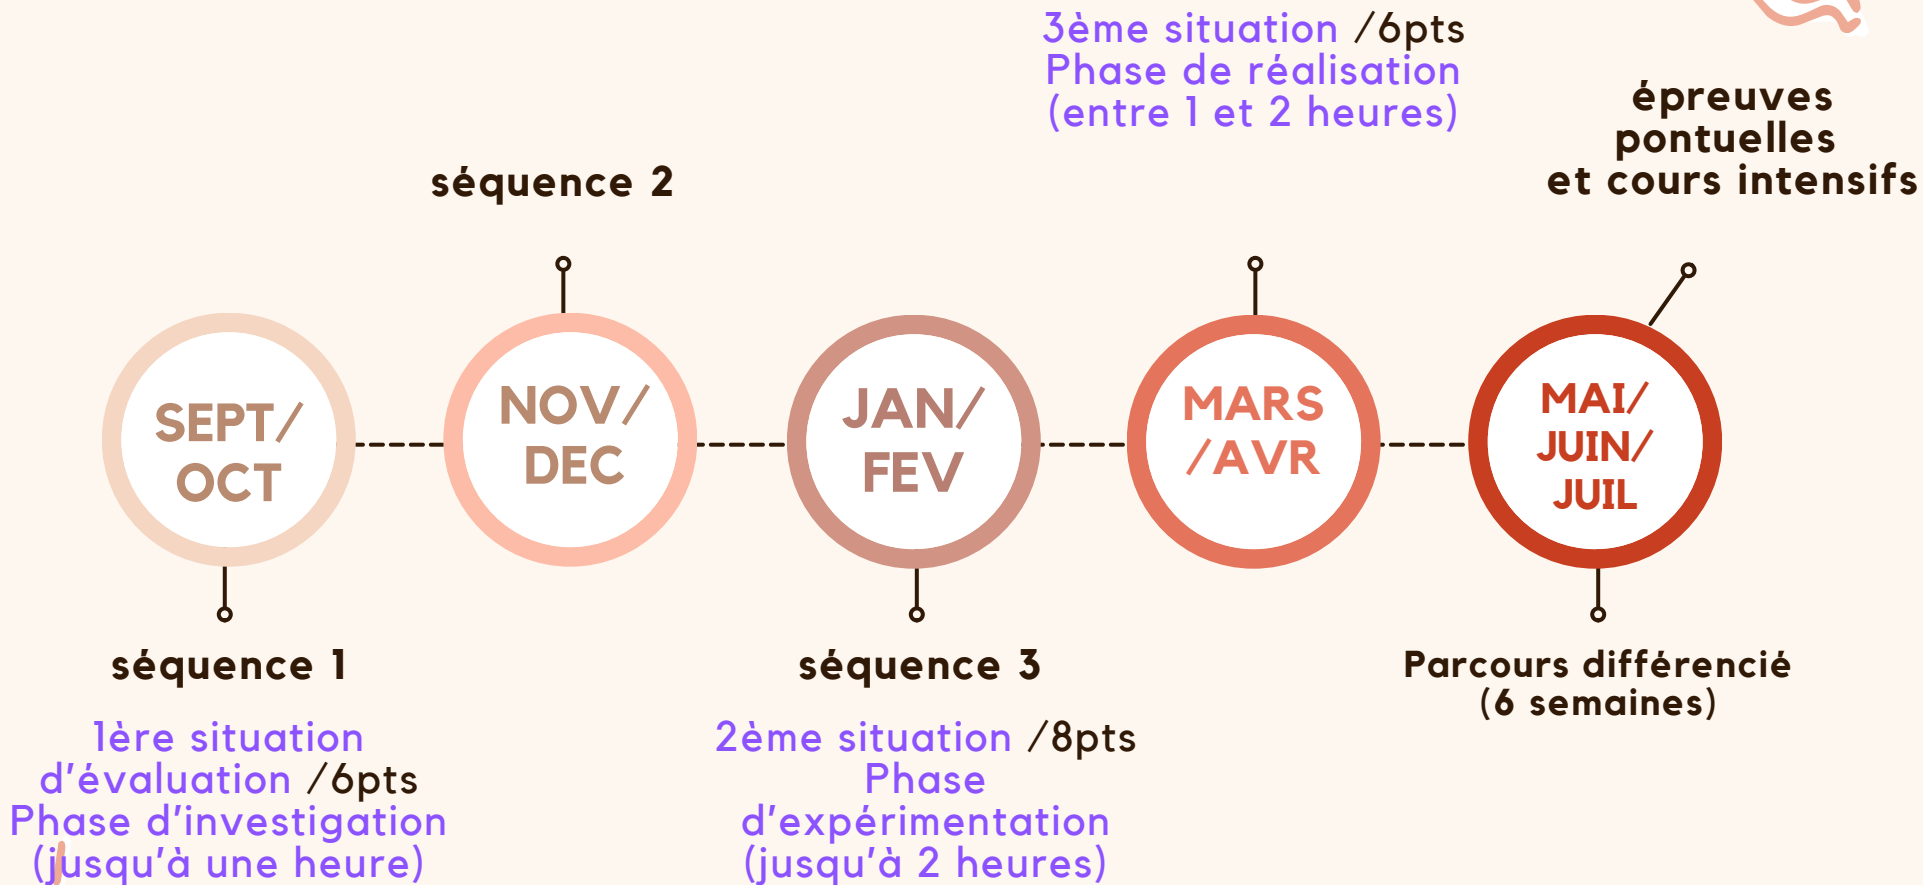 3ème situation /6pts
Phase de réalisation
(entre 1 et 2 heures)
épreuves
pontuelles
et cours intensifs
séquence 2
SEPT/
OCT
NOV/
DEC
JAN/
FEV
MARS
/AVR
MAI/
JUIN/
JUIL
séquence 1
1ère situation
d'évaluation /6pts
Phase d'investigation
(jusqu'à une heure)
séquence 3
2ème situation /8pts
Phase
d'expérimentation
(jusqu'à 2 heures)
Parcours différencié
(6 semaines)